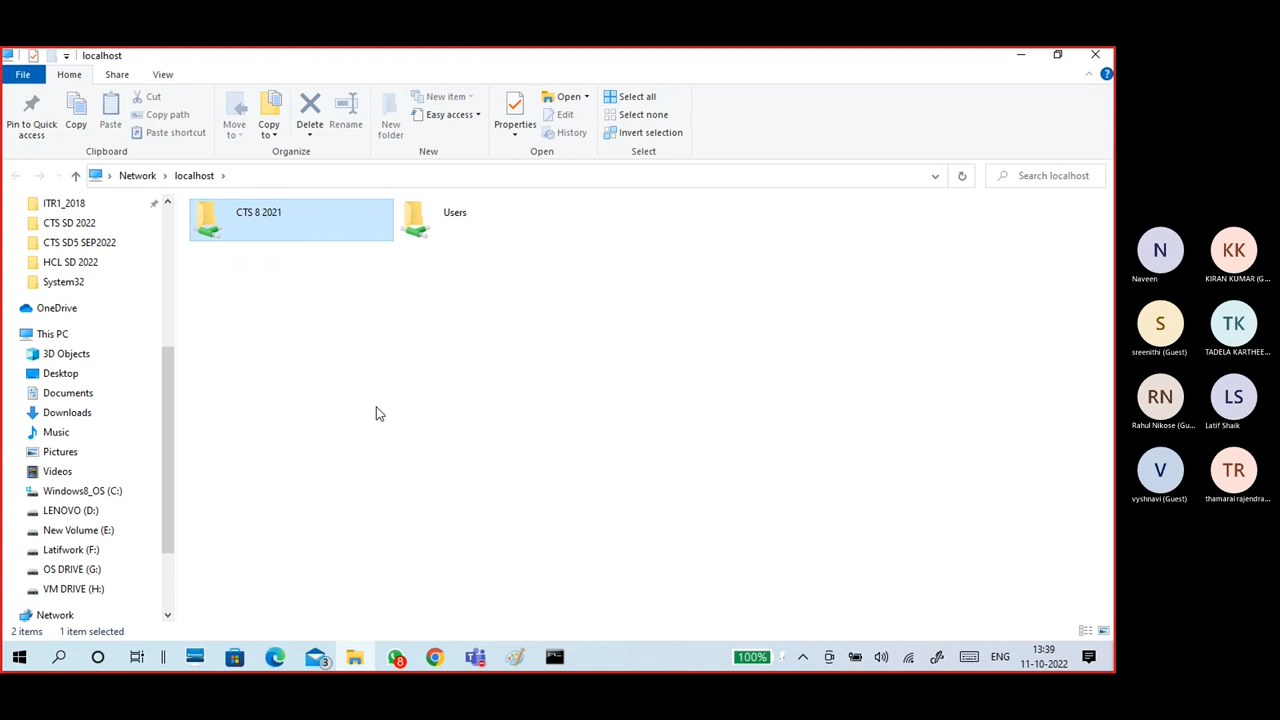 localhost
File Home Share View
Pin to Quick access
Copy
Paste
Cut
Copy path
Paste shortcut
Clipboard
Move to
Copy to
Delete
Rename
Organize
New folder
New item
Easy access
New
Properties
Open
Edit
History
Open
Select all
Select none
Invert selection
Select
Network > localhost >
Search localhost
ITR1_2018
CTS SD 2022
CTS SD5 SEP2022
HCL SD 2022
System32
OneDrive
This PC
3D Objects
Desktop
Documents
Downloads
Music
Pictures
Videos
Windows8_OS (C:)
LENOVO (D:)
New Volume (E:)
Latifwork (F:)
OS DRIVE (G:)
VM DRIVE (H:)
Network
CTS 8 2021
Users
2 items 1 item selected
3
8
100%
ENG
13:39
11-10-2022
N
Naveen
KK
KIRAN KUMAR (G...
S
sreenithi (Guest)
TK
TADELA KARTHEE...
RN
Rahul Nikose (Gu...
LS
Latif Shaik
V
vyshnavi (Guest)
TR
thamarai rajendra...